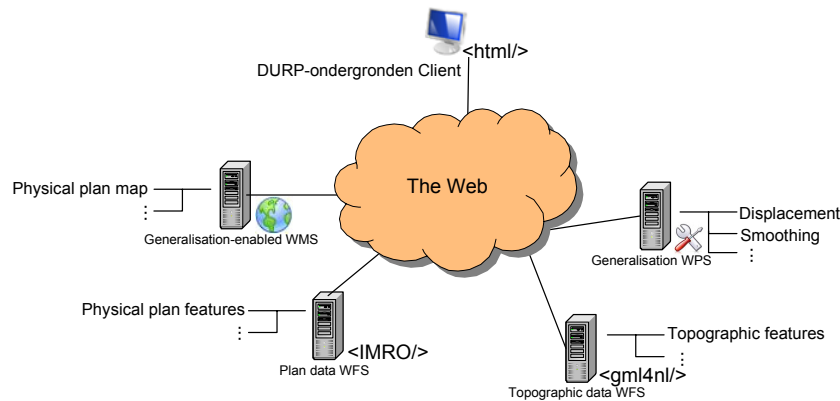 <html/>
DURP-ondergronden Client
The Web
Physical plan map
⋮
Generalisation-enabled WMS
Displacement
Smoothing
⋮
Generalisation WPS
Physical plan features
⋮
<IMRO/>
Plan data WFS
Topographic features
⋮
<gml4nl/>
Topographic data WFS